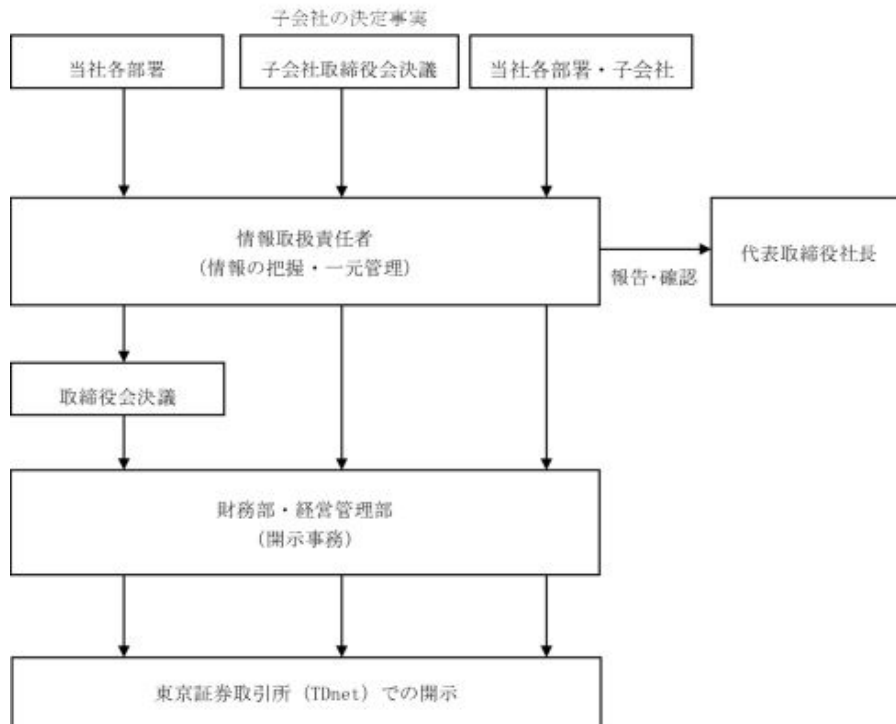 子会社の決定事実
当社各部署
子会社取締役会決議
当社各部署・子会社
情報取扱責任者
(情報の把握・一元管理)
代表取締役社長
報告・確認
取締役会決議
財務部・経営管理部
(開示事務)
東京証券取引所 (TDnet) での開示